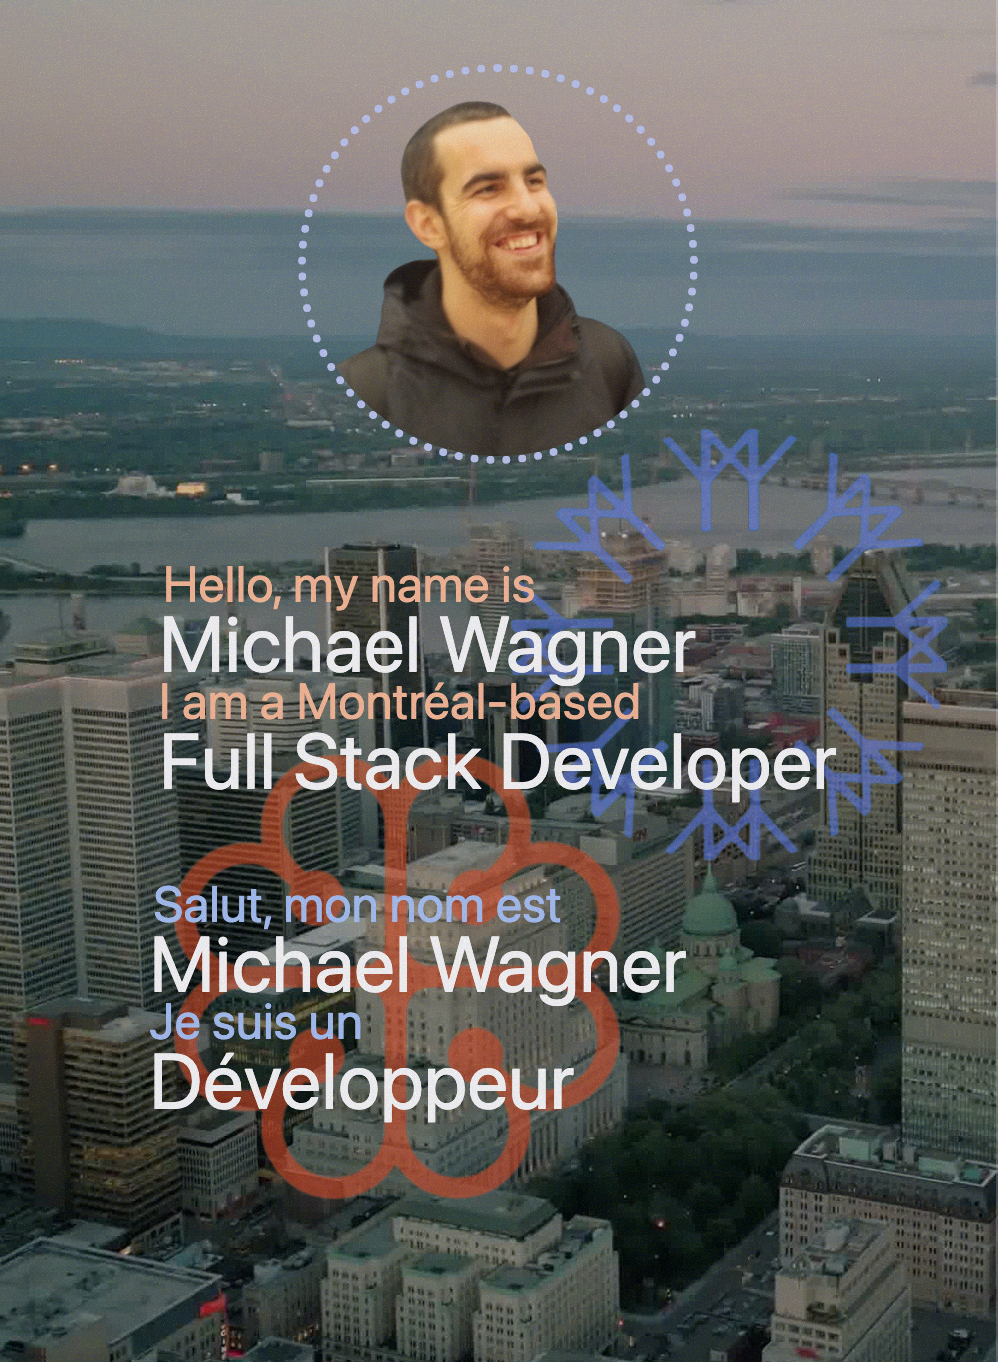 Hello, my name is
Michael Wagner
I am a Montréal-based
Full Stack Developer
Salut, mon nom est
Michael Wagner
Je suis un
Développeur